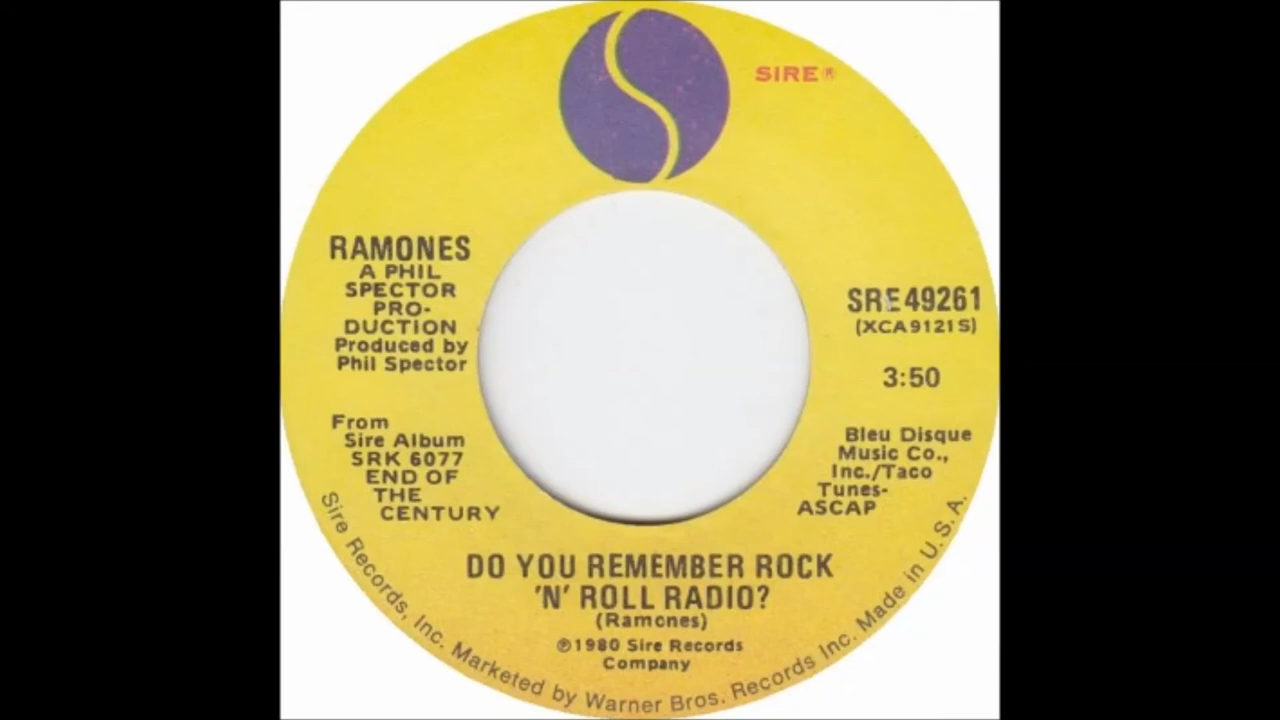 SIRE®
RAMONES
A PHIL
SPECTOR
PRO-
DUCTION
Produced by
Phil Spector
From
Sire Album
SRK 6077
END OF
THE
CENTURY
SRE 49261
(XCA 9121 S)
3:50
Bleu Disque
Music Co.,
Inc./Taco
Tunes-
ASCAP
DO YOU REMEMBER ROCK
'N' ROLL RADIO?
(Ramones)
℗1980 Sire Records
Company
Sire Records, Inc. Marketed by Warner Bros. Records Inc. Made in U.S.A.